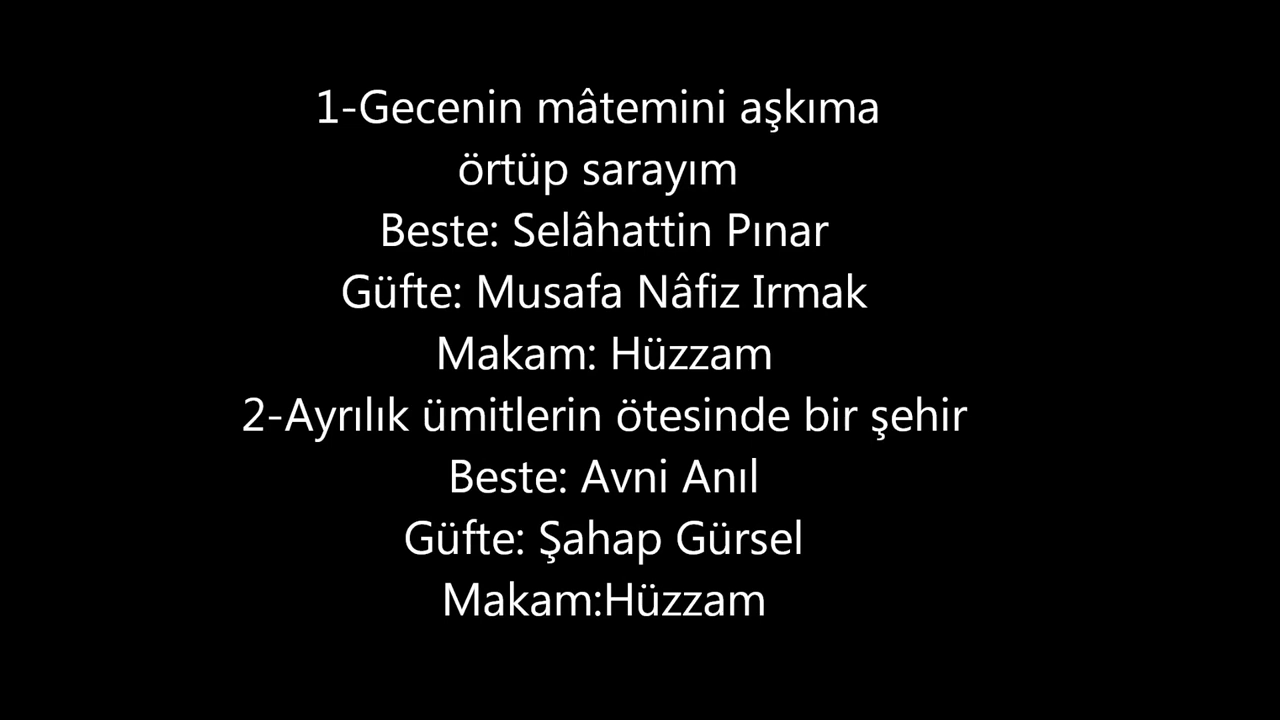 1-Gecenin mâtemini aşkıma
örtüp sarayım
Beste: Selâhattin Pınar
Güfte: Musafa Nâfiz Irmak
Makam: Hüzzam
2-Ayrılık ümitlerin ötesinde bir şehir
Beste: Avni Anıl
Güfte: Şahap Gürsel
Makam:Hüzzam